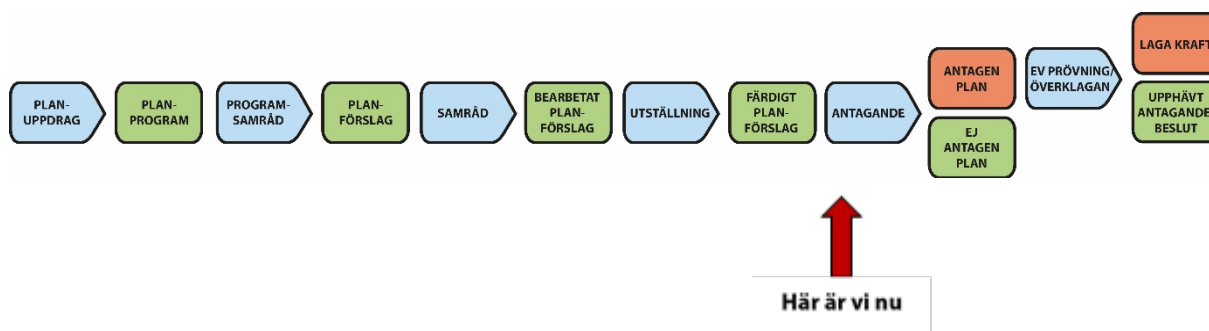 PLAN-
UPPDRAG
PLAN-
PROGRAM
PROGRAM-
SAMRÅD
PLAN-
FÖRSLAG
SAMRÅD
BEARBETAT
PLAN-
FÖRSLAG
UTSTÄLLNING
FÄRDIGT
PLAN-
FÖRSLAG
ANTAGANDE
ANTAGEN
PLAN
EJ
ANTAGEN
PLAN
EV PRÖVNING/
ÖVERKLAGAN
LAGA KRAFT
UPPHÄVT
ANTAGANDE
BESLUT
Här är vi nu